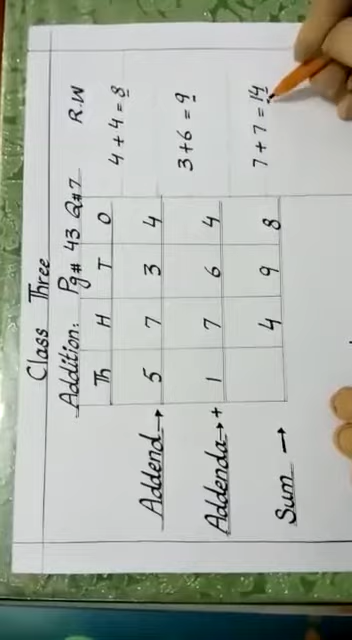 Class Three
Addition: Pg# 43 Q#7 R.W
Th H T O
4 + 4 = 8
Addend → 5 7 3 4
3 + 6 = 9
Addenda → + 1 7 6 4
7 + 7 = 14
Sum → 4 9 8